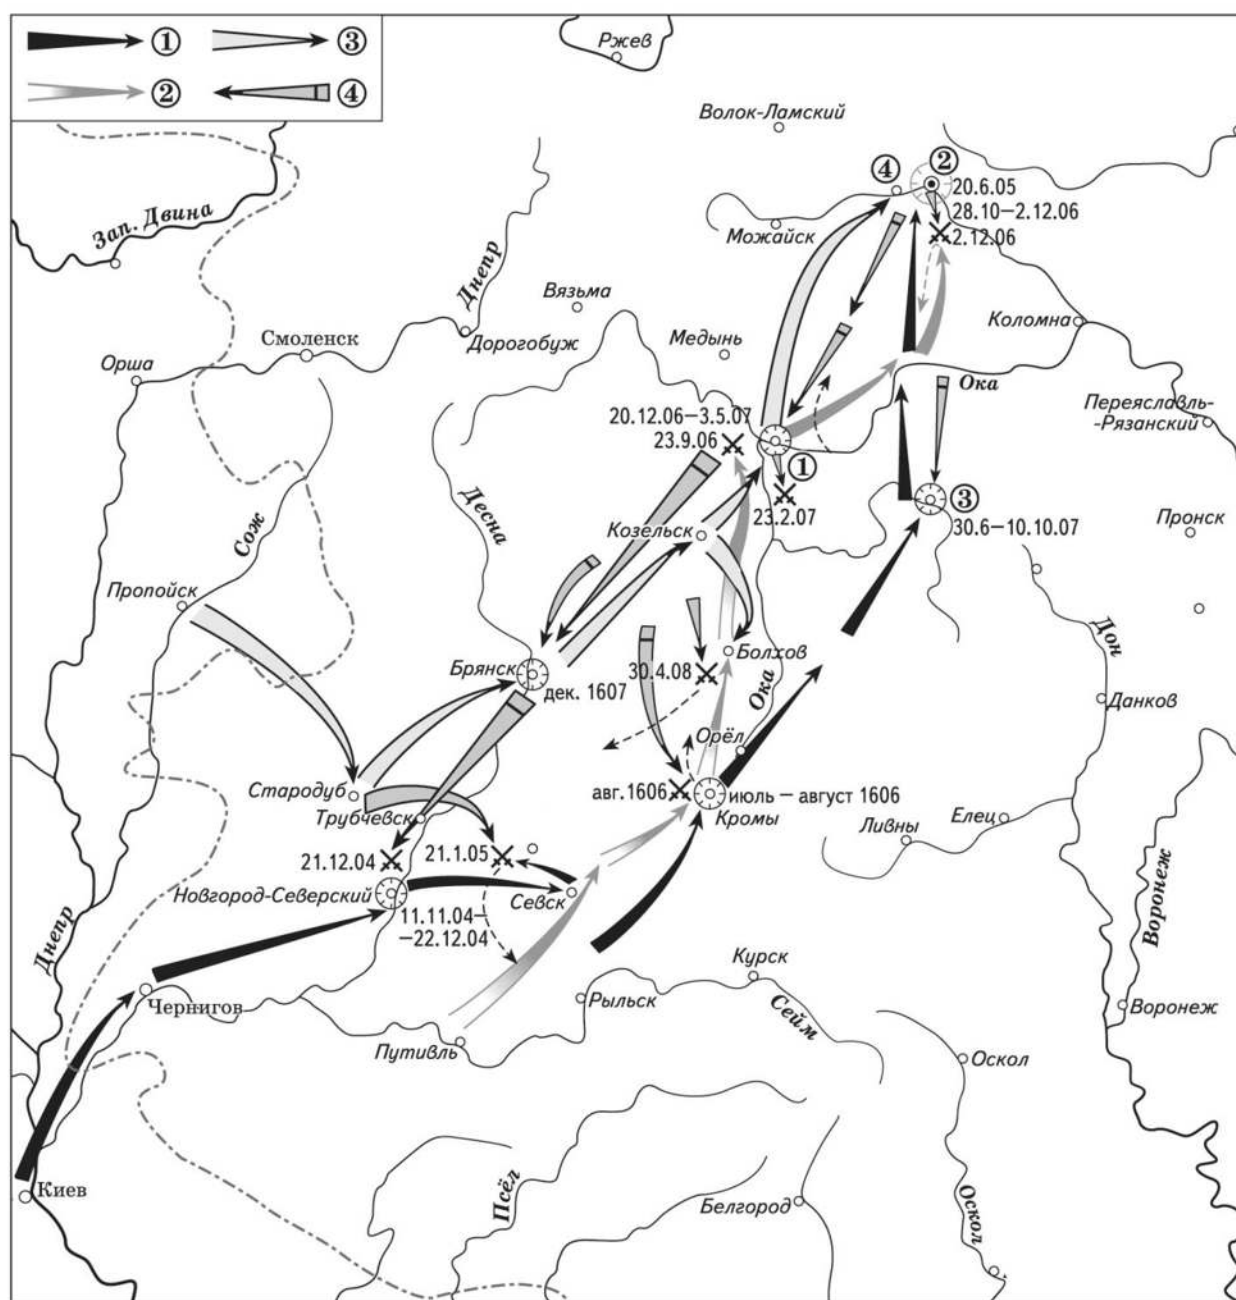 ①
③
②
④
Ржев
Волок-Ламский
④
②
20.6.05
28.10—2.12.06
2.12.06
Зап. Двина
Можайск
Днепр
Вязьма
Коломна
Смоленск
Дорогобуж
Медынь
Орша
Ока
20.12.06—3.5.07
23.9.06
Переяславль-
-Рязанский
①
③
Десна
23.2.07
30.6—10.10.07
Пронск
Сож
Козельск
Пропойск
Дон
Брянск
дек. 1607
30.4.08
Болхов
Ока
Данков
Орёл
Стародуб
авг.1606
июль — август 1606
Трубчевск
Кромы
Ливны
Елец
21.12.04
21.1.05
Новгород-Северский
Севск
11.11.04—
—22.12.04
Днепр
Воронеж
Курск
Чернигов
Рыльск
Сейм
Воронеж
Путивль
Оскол
Киев
Псёл
Белгород
Оскол